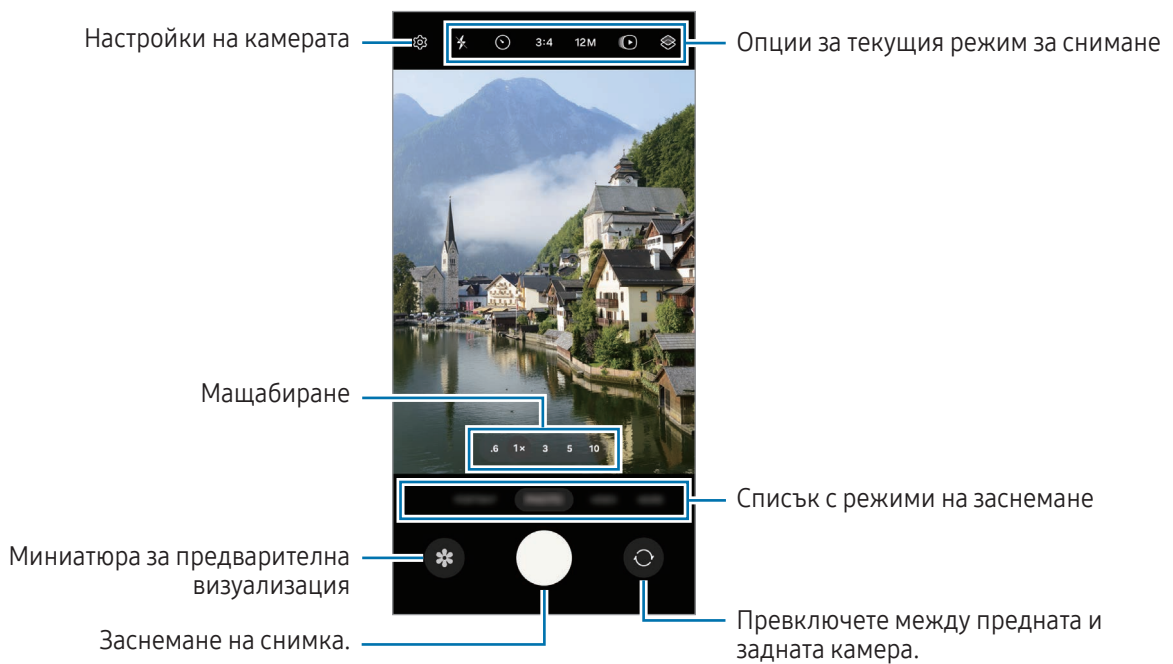 Настройки на камерата
3:4 12M
Опции за текущия режим за снимане
Мащабиране
.6 1× 3 5 10
Списък с режими на заснемане
Миниатюра за предварителна
визуализация
Заснемане на снимка.
Превключете между предната и
задната камера.